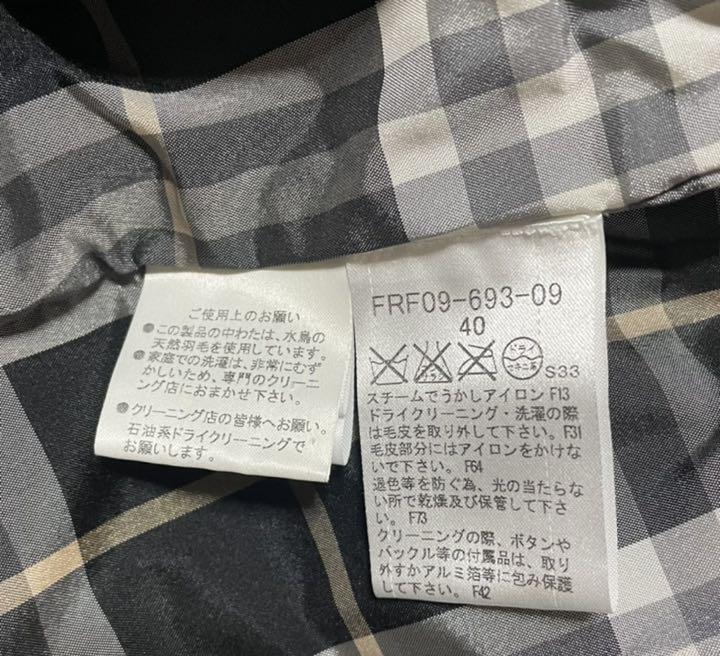 ご使用上のお願い
●この製品の中わたは、水鳥の
天然羽毛を使用しています。
●家庭での洗濯は、非常にむず
かしいため、専門のクリーニ
ング店におまかせ下さい。
●クリーニング店の皆様へお願い。
石油系ドライクリーニングで
お願いします。
FRF09-693-09
40
エンソ
サラシ
ドライ
セキユ系
S33
スチームでうかしアイロン F13
ドライクリーニング・洗濯の際
は毛皮を取り外して下さい。F31
毛皮部分にはアイロンをかけな
いで下さい。F64
退色等を防ぐ為、光の当たらな
い所で乾燥及び保管して下さ
い。F73
クリーニングの際、ボタンや
バックル等の付属品は、取り
外すかアルミ箔等に包み保護
して下さい。F42